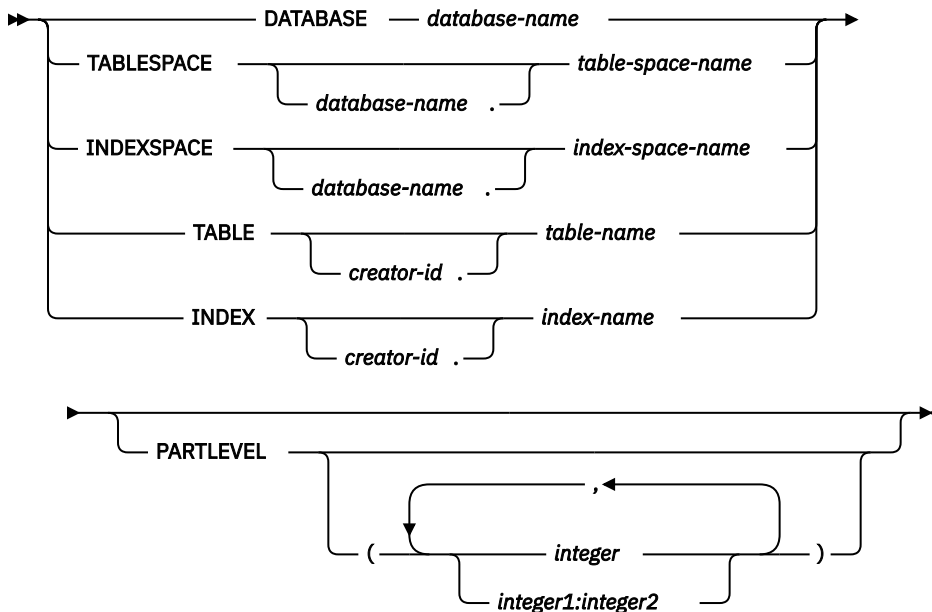 DATABASE database-name
TABLESPACE table-space-name
database-name .
INDEXSPACE index-space-name
database-name .
TABLE table-name
creator-id .
INDEX index-name
creator-id .
PARTLEVEL
,
( integer )
integer1:integer2